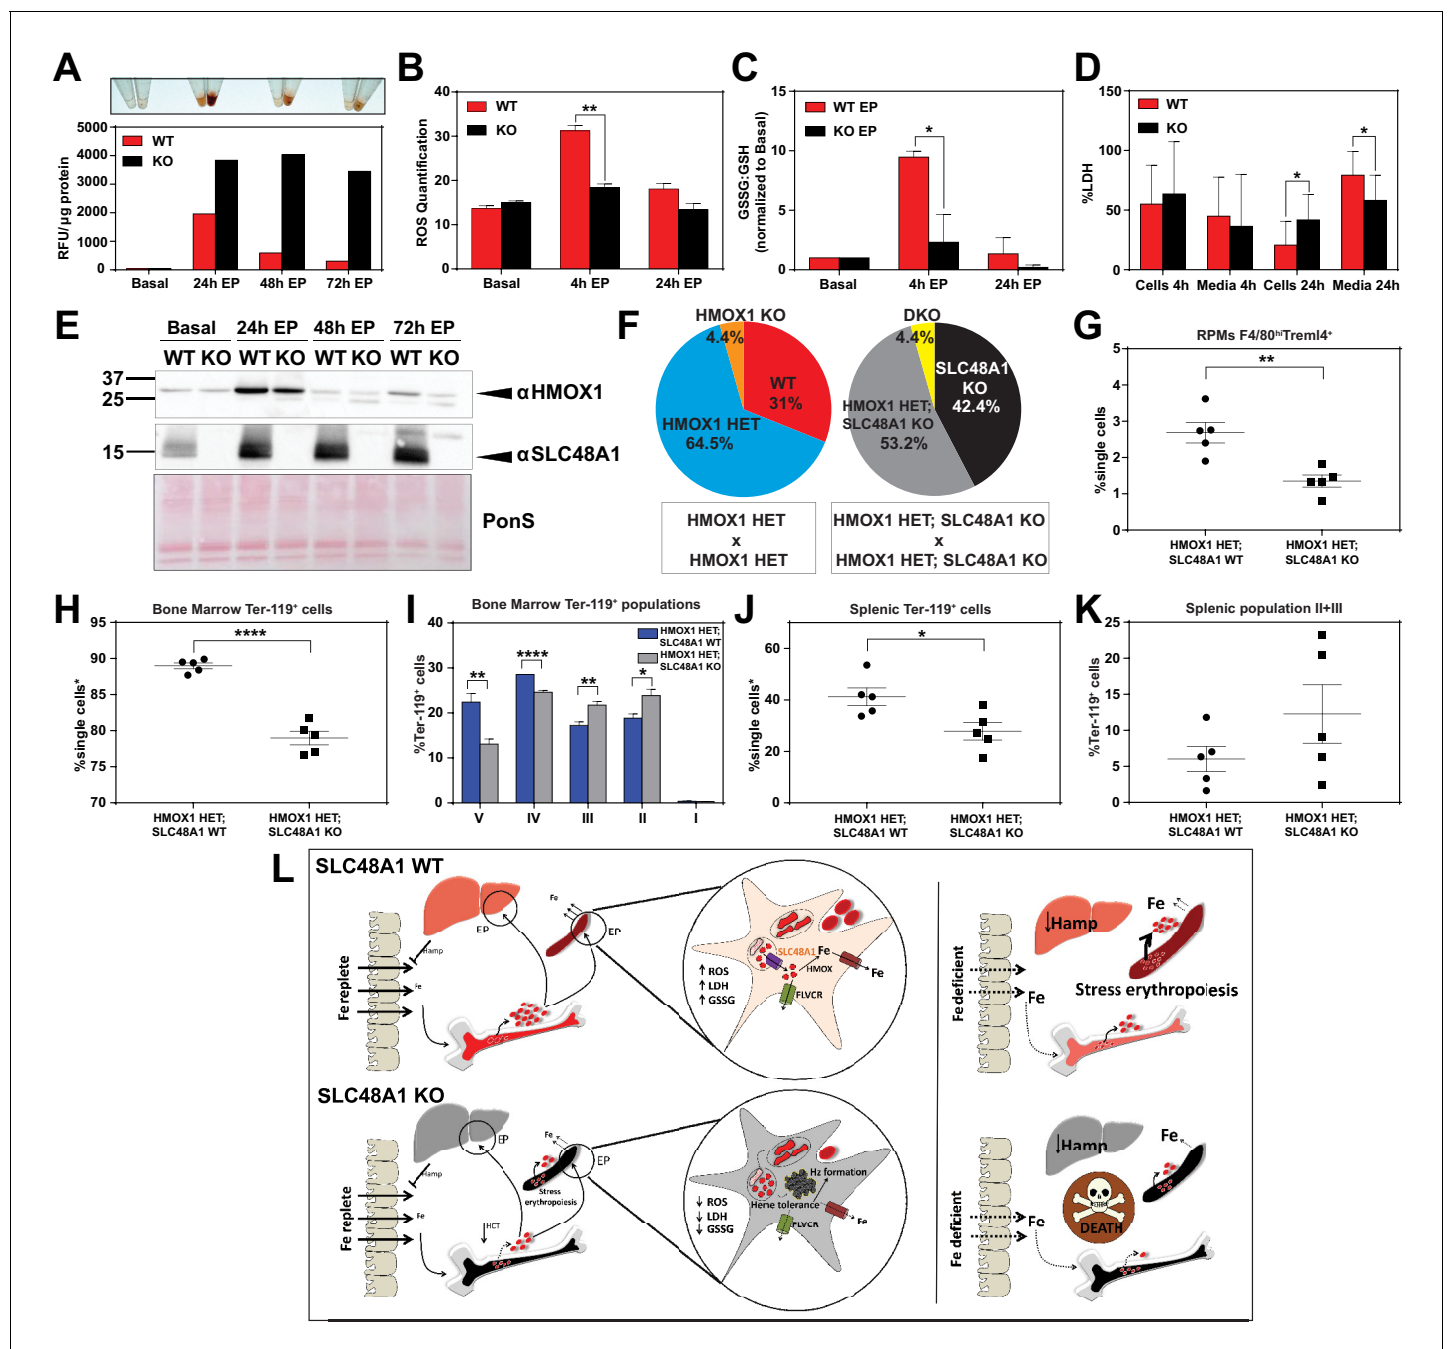 A
5000
4000
3000
2000
1000
0
RFU/ µg protein
WT
KO
Basal
24h EP
48h EP
72h EP
B
40
30
20
10
0
ROS Quantification
WT
KO
**
Basal
4h EP
24h EP
C
15
10
5
0
GSSG:GSH
(normalized to Basal)
WT EP
KO EP
*
Basal
4h EP
24h EP
D
150
100
50
0
%LDH
WT
KO
*
*
Cells 4h
Media 4h
Cells 24h
Media 24h
E
Basal 24h EP 48h EP 72h EP
WT KO WT KO WT KO WT KO
37
25
αHMOX1
15
αSLC48A1
PonS
F
HMOX1 KO
4.4%
WT
31%
HMOX1 HET
64.5%
HMOX1 HET
x
HMOX1 HET
DKO
4.4%
SLC48A1
KO
42.4%
HMOX1 HET;
SLC48A1 KO
53.2%
HMOX1 HET; SLC48A1 KO
x
HMOX1 HET; SLC48A1 KO
G
RPMs F4/80hiTreml4+
5
4
3
2
1
0
%single cells
**
HMOX1 HET;
SLC48A1 WT
HMOX1 HET;
SLC48A1 KO
H
Bone Marrow Ter-119+ cells
95
90
85
80
75
70
%single cells*
****
HMOX1 HET;
SLC48A1 WT
HMOX1 HET;
SLC48A1 KO
I
Bone Marrow Ter-119+ populations
40
30
20
10
0
%Ter-119+ cells
HMOX1 HET;
SLC48A1 WT
HMOX1 HET;
SLC48A1 KO
**
****
**
*
V
IV
III
II
I
J
Splenic Ter-119+ cells
60
40
20
0
%single cells*
*
HMOX1 HET;
SLC48A1 WT
HMOX1 HET;
SLC48A1 KO
K
Splenic population II+III
25
20
15
10
5
0
%Ter-119+ cells
HMOX1 HET;
SLC48A1 WT
HMOX1 HET;
SLC48A1 KO
L
SLC48A1 WT
Fe replete
Hamp
Fe
EP
Fe
EP
↑ ROS
↑ LDH
↑ GSSG
SLC48A1
Fe
HMOX
Fe
FLVCR
Fe deficient
↓Hamp
Fe
Fe
Stress erythropoiesis
SLC48A1 KO
Fe replete
Hamp
Fe
EP
Fe
EP
Stress
erythropoiesis
↓HCT
↓ ROS
↓ LDH
↓ GSSG
Hz formation
Heme tolerance
FLVCR
Fe
Fe deficient
↓Hamp
Fe
Fe
DEATH